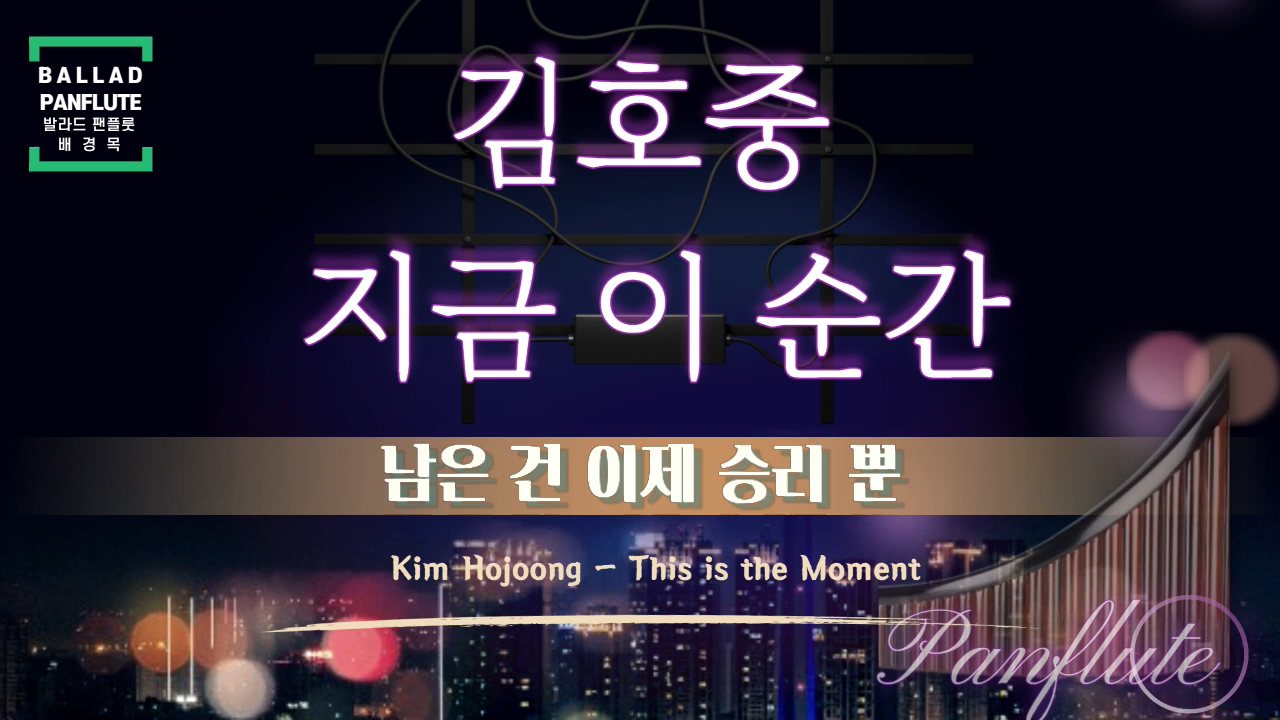 BALLAD
PANFLUTE
발라드 팬플룻
배 경 목
김호중
지금 이 순간
남은 건 이제 승리 뿐
Kim Hojoong - This is the Moment
Panflute